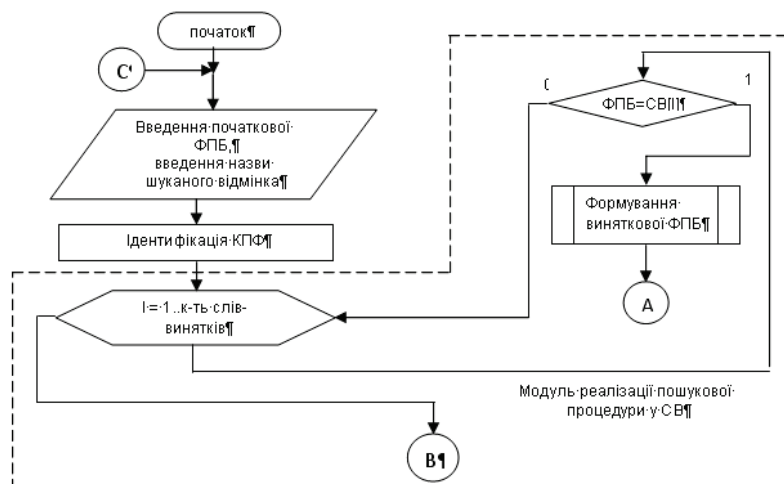 початок¶
С¶
Введення·початкової·
ФПБ,¶
введення·назви·
шуканого·відмінка¶
Ідентифікація·КПФ¶
І·=·1..к-ть·слів-
винятків¶
В¶
ФПБ=СВ[І]¶
1
Формування·
виняткової·ФПБ¶
А
Модуль·реалізації·пошукової·
процедури·у·СВ¶